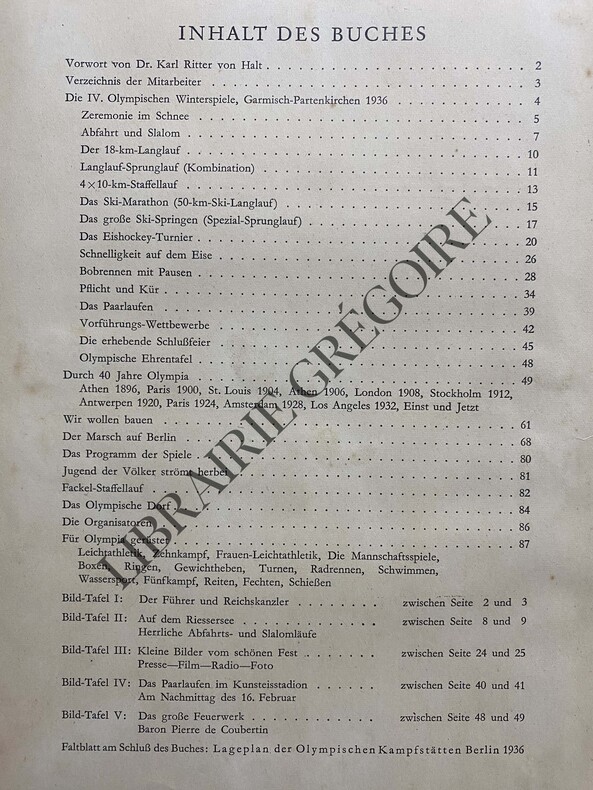 INHALT DES BUCHES
Vorwort von Dr. Karl Ritter von Halt . . . . . . . . . . . . . . . . . . . . . . . 2
Verzeichnis der Mitarbeiter . . . . . . . . . . . . . . . . . . . . . . . . . . . 3
Die IV. Olympischen Winterspiele, Garmisch-Partenkirchen 1936 . . . . . . . . . . . 4
Zeremonie im Schnee . . . . . . . . . . . . . . . . . . . . . . . . . . . 5
Abfahrt und Slalom . . . . . . . . . . . . . . . . . . . . . . . . . . . 7
Der 18-km-Langlauf . . . . . . . . . . . . . . . . . . . . . . . . . . . 10
Langlauf-Sprunglauf (Kombination) . . . . . . . . . . . . . . . . . . . . . 11
4×10-km-Staffellauf . . . . . . . . . . . . . . . . . . . . . . . . . . . 13
Das Ski-Marathon (50-km-Ski-Langlauf) . . . . . . . . . . . . . . . . . . . 15
Das große Ski-Springen (Spezial-Sprunglauf) . . . . . . . . . . . . . . . . . 17
Das Eishockey-Turnier . . . . . . . . . . . . . . . . . . . . . . . . . . 20
Schnelligkeit auf dem Eise . . . . . . . . . . . . . . . . . . . . . . . . 26
Bobrennen mit Pausen . . . . . . . . . . . . . . . . . . . . . . . . . . 28
Pflicht und Kür . . . . . . . . . . . . . . . . . . . . . . . . . . . . 34
Das Paarlaufen . . . . . . . . . . . . . . . . . . . . . . . . . . . . 39
Vorführungs-Wettbewerbe . . . . . . . . . . . . . . . . . . . . . . . . 42
Die erhebende Schlußfeier . . . . . . . . . . . . . . . . . . . . . . . . 45
Olympische Ehrentafel . . . . . . . . . . . . . . . . . . . . . . . . . 48
Durch 40 Jahre Olympia . . . . . . . . . . . . . . . . . . . . . . . . . 49
Athen 1896, Paris 1900, St. Louis 1904, Athen 1906, London 1908, Stockholm 1912,
Antwerpen 1920, Paris 1924, Amsterdam 1928, Los Angeles 1932, Einst und Jetzt
Wir wollen bauen . . . . . . . . . . . . . . . . . . . . . . . . . . . 61
Der Marsch auf Berlin . . . . . . . . . . . . . . . . . . . . . . . . . 68
Das Programm der Spiele . . . . . . . . . . . . . . . . . . . . . . . . 80
Jugend der Völker strömt herbei . . . . . . . . . . . . . . . . . . . . . 81
Fackel-Staffellauf . . . . . . . . . . . . . . . . . . . . . . . . . . . 82
Das Olympische Dorf . . . . . . . . . . . . . . . . . . . . . . . . . . 84
Die Organisatoren . . . . . . . . . . . . . . . . . . . . . . . . . . . 86
Für Olympia gerüstet . . . . . . . . . . . . . . . . . . . . . . . . . . 87
Leichtathletik, Zehnkampf, Frauen-Leichtathletik, Die Mannschaftsspiele,
Boxen, Ringen, Gewichtheben, Turnen, Radrennen, Schwimmen,
Wassersport, Fünfkampf, Reiten, Fechten, Schießen
Bild-Tafel I: Der Führer und Reichskanzler . . . . . . . . . zwischen Seite 2 und 3
Bild-Tafel II: Auf dem Riessersee . . . . . . . . . . . . zwischen Seite 8 und 9
Herrliche Abfahrts- und Slalomläufe
Bild-Tafel III: Kleine Bilder vom schönen Fest . . . . . . . zwischen Seite 24 und 25
Presse—Film—Radio—Foto
Bild-Tafel IV: Das Paarlaufen im Kunsteisstadion . . . . . . zwischen Seite 40 und 41
Am Nachmittag des 16. Februar
Bild-Tafel V: Das große Feuerwerk . . . . . . . . . . . . zwischen Seite 48 und 49
Baron Pierre de Coubertin
Faltblatt am Schluß des Buches: Lageplan der Olympischen Kampfstätten Berlin 1936
LIBRAIRIE GRÉGOIRE